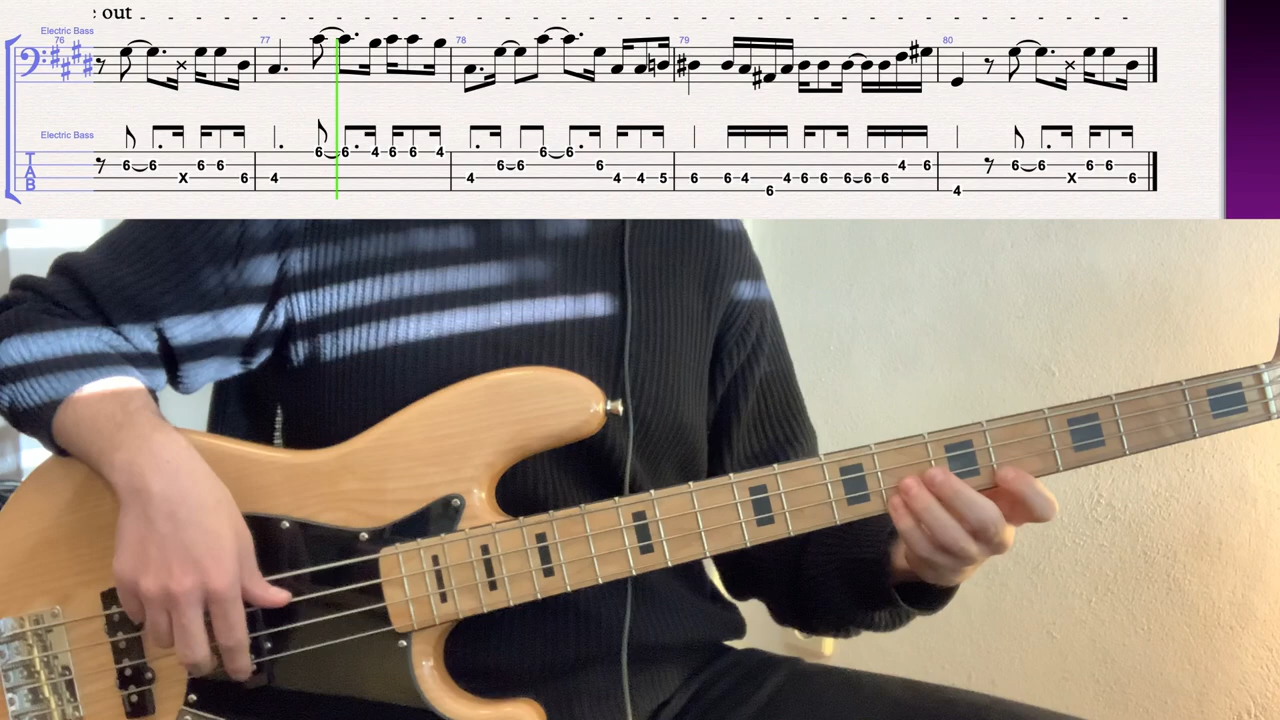 out
Electric Bass
76 77 78 79 80
Electric Bass
T
A
B
6 6 X 6 6 6 4 6 6 4 6 6 4 4 6 6 6 6 6 4 4 5 6 6 4 6 4 6 6 6 6 6 4 6 4 6 6 X 6 6 6